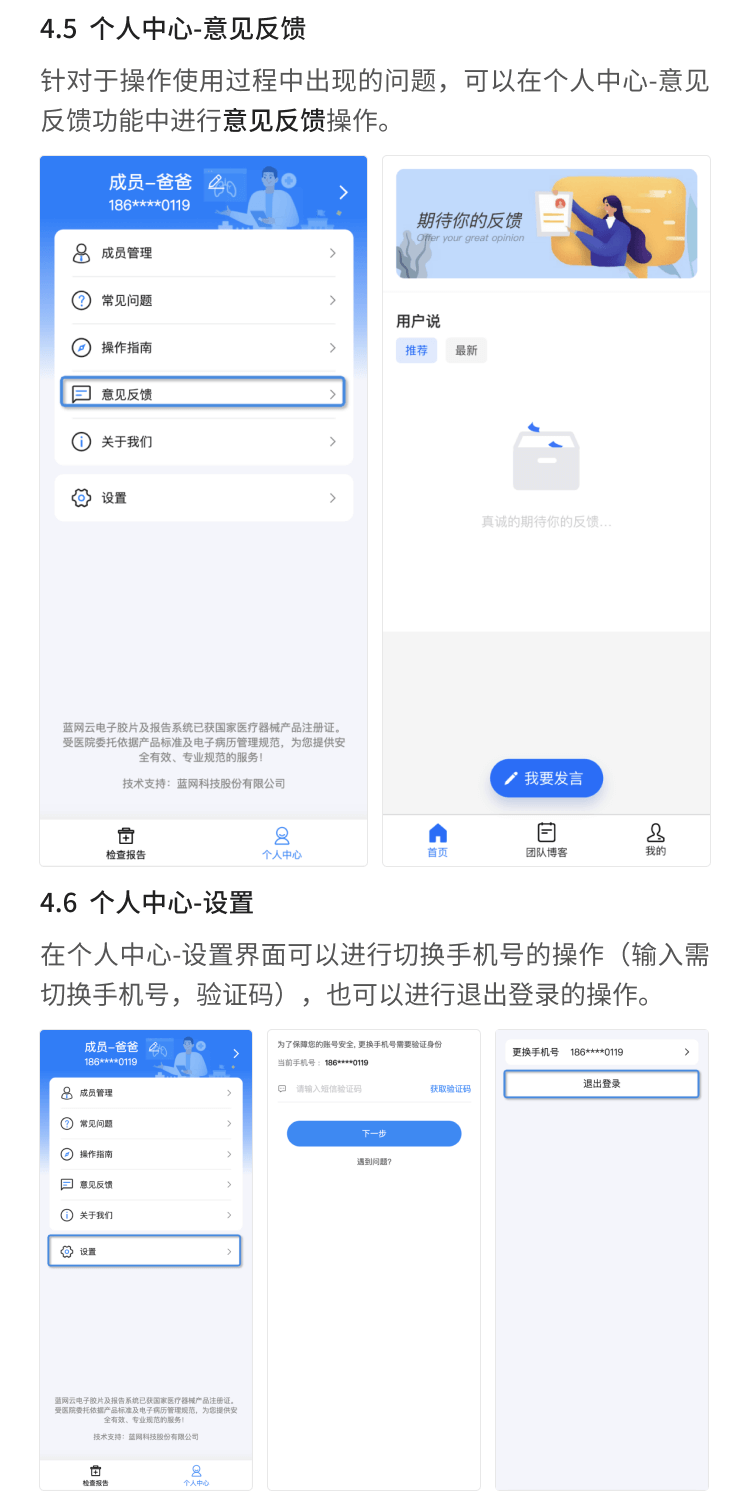 4.5 个人中心-意见反馈
针对于操作使用过程中出现的问题，可以在个人中心-意见
反馈功能中进行意见反馈操作。
成员–爸爸
186****0119
成员管理
常见问题
操作指南
意见反馈
关于我们
设置
蓝网云电子胶片及报告系统已获国家医疗器械产品注册证。
受医院委托依据产品标准及电子病历管理规范，为您提供安
全有效、专业规范的服务！
技术支持：蓝网科技股份有限公司
检查报告
个人中心
期待你的反馈
Offer your great opinion
用户说
推荐
最新
真诚的期待你的反馈...
我要发言
首页
团队博客
我的
4.6 个人中心-设置
在个人中心-设置界面可以进行切换手机号的操作（输入需
切换手机号，验证码），也可以进行退出登录的操作。
成员–爸爸
186****0119
成员管理
常见问题
操作指南
意见反馈
关于我们
设置
蓝网云电子胶片及报告系统已获国家医疗器械产品注册证。
受医院委托依据产品标准及电子病历管理规范，为您提供安
全有效、专业规范的服务！
技术支持：蓝网科技股份有限公司
检查报告
个人中心
为了保障您的账号安全, 更换手机号需要验证身份
当前手机号： 186****0119
请输入短信验证码
获取验证码
下一步
遇到问题?
更换手机号 186****0119
退出登录